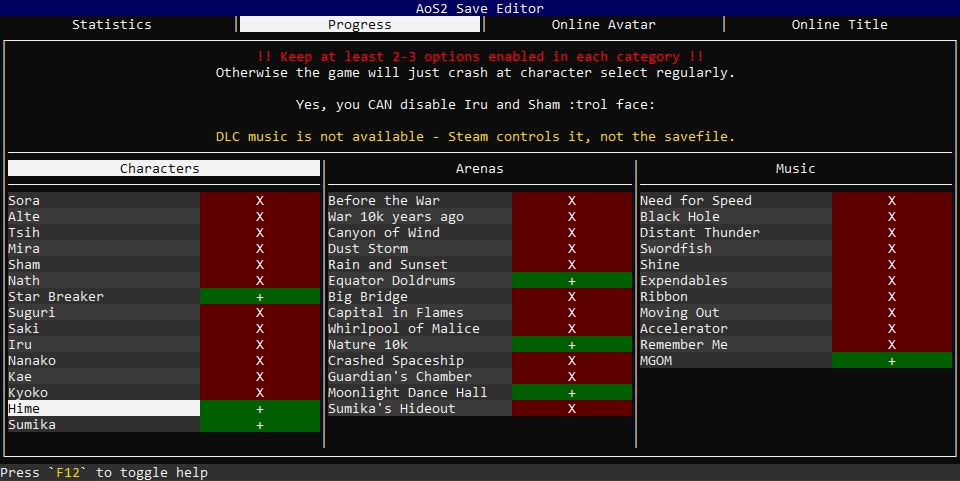 AoS2 Save Editor
Statistics | Progress | Online Avatar | Online Title
!! Keep at least 2-3 options enabled in each category !!
Otherwise the game will just crash at character select regularly.
Yes, you CAN disable Iru and Sham :trol face:
DLC music is not available - Steam controls it, not the savefile.
Characters | Arenas | Music
Sora X Before the War X Need for Speed X
Alte X War 10k years ago X Black Hole X
Tsih X Canyon of Wind X Distant Thunder X
Mira X Dust Storm X Swordfish X
Sham X Rain and Sunset X Shine X
Nath X Equator Doldrums + Expendables X
Star Breaker + Big Bridge X Ribbon X
Suguri X Capital in Flames X Moving Out X
Saki X Whirlpool of Malice X Accelerator X
Iru X Nature 10k + Remember Me X
Nanako X Crashed Spaceship X MGOM +
Kae X Guardian's Chamber X
Kyoko X Moonlight Dance Hall +
Hime + Sumika's Hideout X
Sumika +
Press `F12` to toggle help